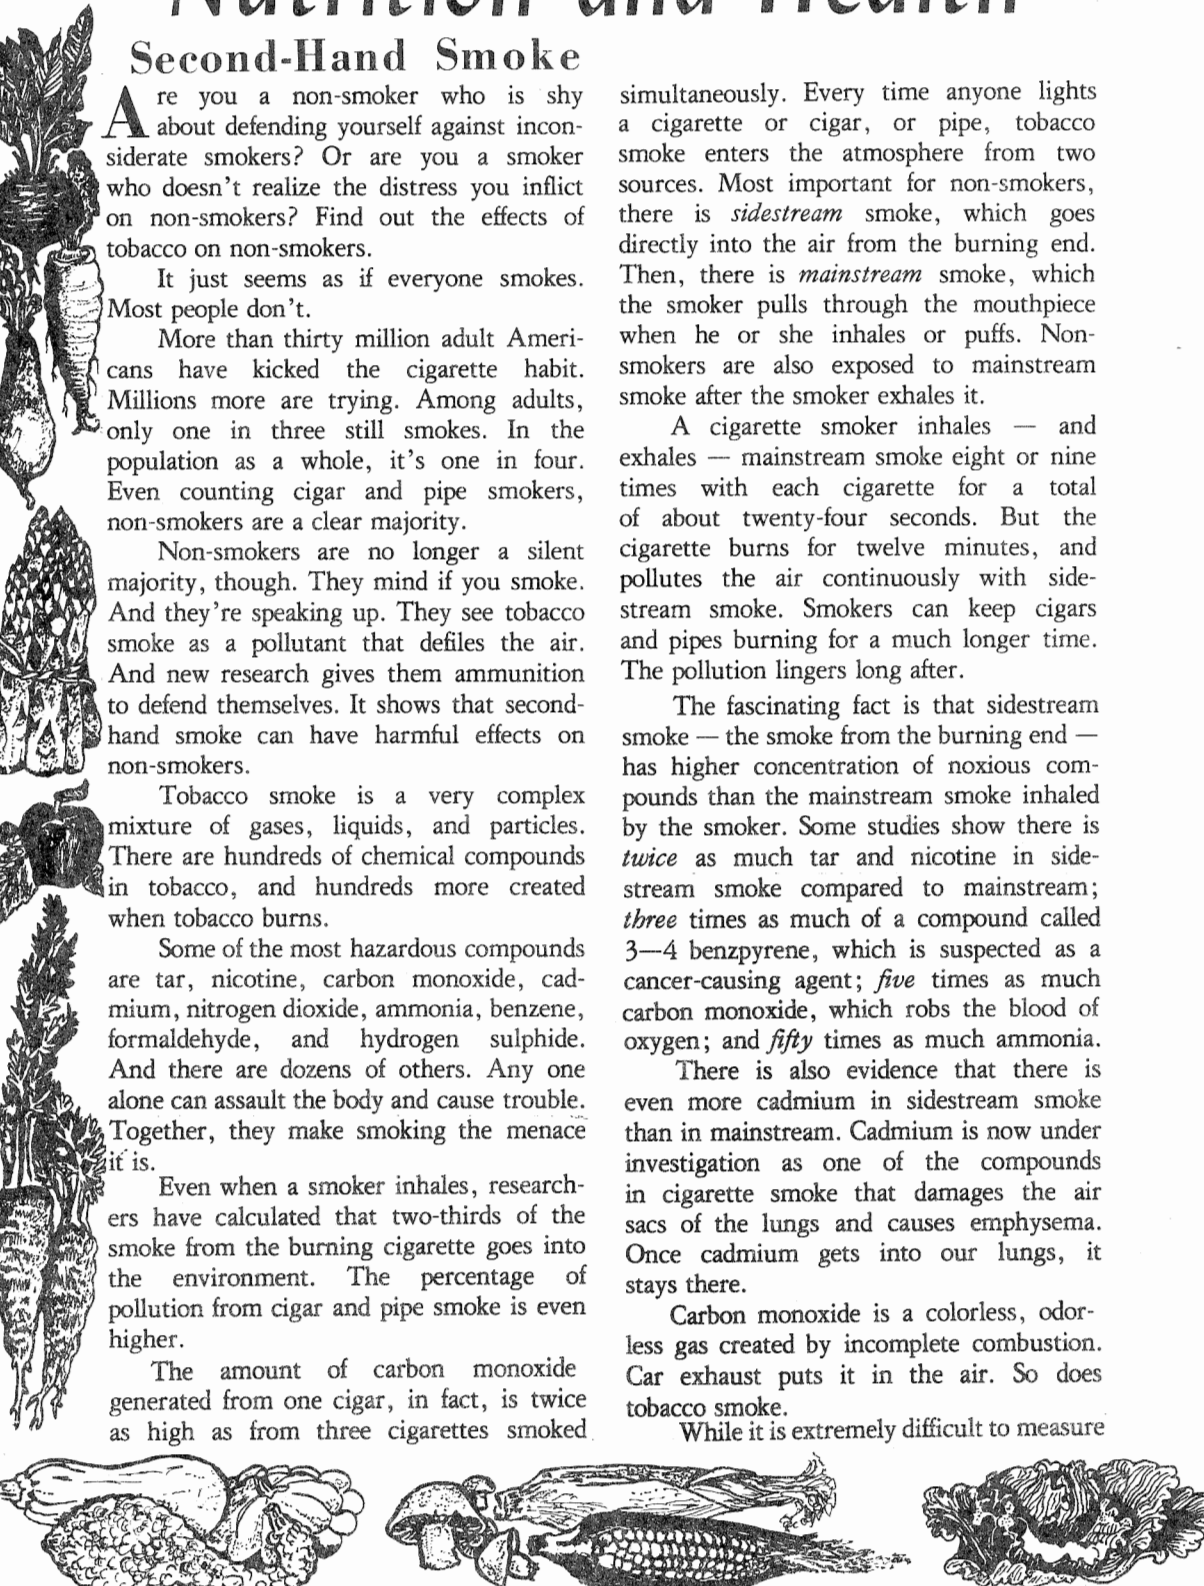 Nutrition and Health
Second-Hand Smoke
Are you a non-smoker who is shy
about defending yourself against incon-
siderate smokers? Or are you a smoker
who doesn't realize the distress you inflict
on non-smokers? Find out the effects of
tobacco on non-smokers.
It just seems as if everyone smokes.
Most people don't.
More than thirty million adult Ameri-
cans have kicked the cigarette habit.
Millions more are trying. Among adults,
only one in three still smokes. In the
population as a whole, it's one in four.
Even counting cigar and pipe smokers,
non-smokers are a clear majority.
Non-smokers are no longer a silent
majority, though. They mind if you smoke.
And they're speaking up. They see tobacco
smoke as a pollutant that defiles the air.
And new research gives them ammunition
to defend themselves. It shows that second-
hand smoke can have harmful effects on
non-smokers.
Tobacco smoke is a very complex
mixture of gases, liquids, and particles.
There are hundreds of chemical compounds
in tobacco, and hundreds more created
when tobacco burns.
Some of the most hazardous compounds
are tar, nicotine, carbon monoxide, cad-
mium, nitrogen dioxide, ammonia, benzene,
formaldehyde, and hydrogen sulphide.
And there are dozens of others. Any one
alone can assault the body and cause trouble.
Together, they make smoking the menace
it is.
Even when a smoker inhales, research-
ers have calculated that two-thirds of the
smoke from the burning cigarette goes into
the environment. The percentage of
pollution from cigar and pipe smoke is even
higher.
The amount of carbon monoxide
generated from one cigar, in fact, is twice
as high as from three cigarettes smoked
simultaneously. Every time anyone lights
a cigarette or cigar, or pipe, tobacco
smoke enters the atmosphere from two
sources. Most important for non-smokers,
there is sidestream smoke, which goes
directly into the air from the burning end.
Then, there is mainstream smoke, which
the smoker pulls through the mouthpiece
when he or she inhales or puffs. Non-
smokers are also exposed to mainstream
smoke after the smoker exhales it.
A cigarette smoker inhales — and
exhales — mainstream smoke eight or nine
times with each cigarette for a total
of about twenty-four seconds. But the
cigarette burns for twelve minutes, and
pollutes the air continuously with side-
stream smoke. Smokers can keep cigars
and pipes burning for a much longer time.
The pollution lingers long after.
The fascinating fact is that sidestream
smoke — the smoke from the burning end —
has higher concentration of noxious com-
pounds than the mainstream smoke inhaled
by the smoker. Some studies show there is
twice as much tar and nicotine in side-
stream smoke compared to mainstream;
three times as much of a compound called
3—4 benzpyrene, which is suspected as a
cancer-causing agent; five times as much
carbon monoxide, which robs the blood of
oxygen; and fifty times as much ammonia.
There is also evidence that there is
even more cadmium in sidestream smoke
than in mainstream. Cadmium is now under
investigation as one of the compounds
in cigarette smoke that damages the air
sacs of the lungs and causes emphysema.
Once cadmium gets into our lungs, it
stays there.
Carbon monoxide is a colorless, odor-
less gas created by incomplete combustion.
Car exhaust puts it in the air. So does
tobacco smoke.
While it is extremely difficult to measure